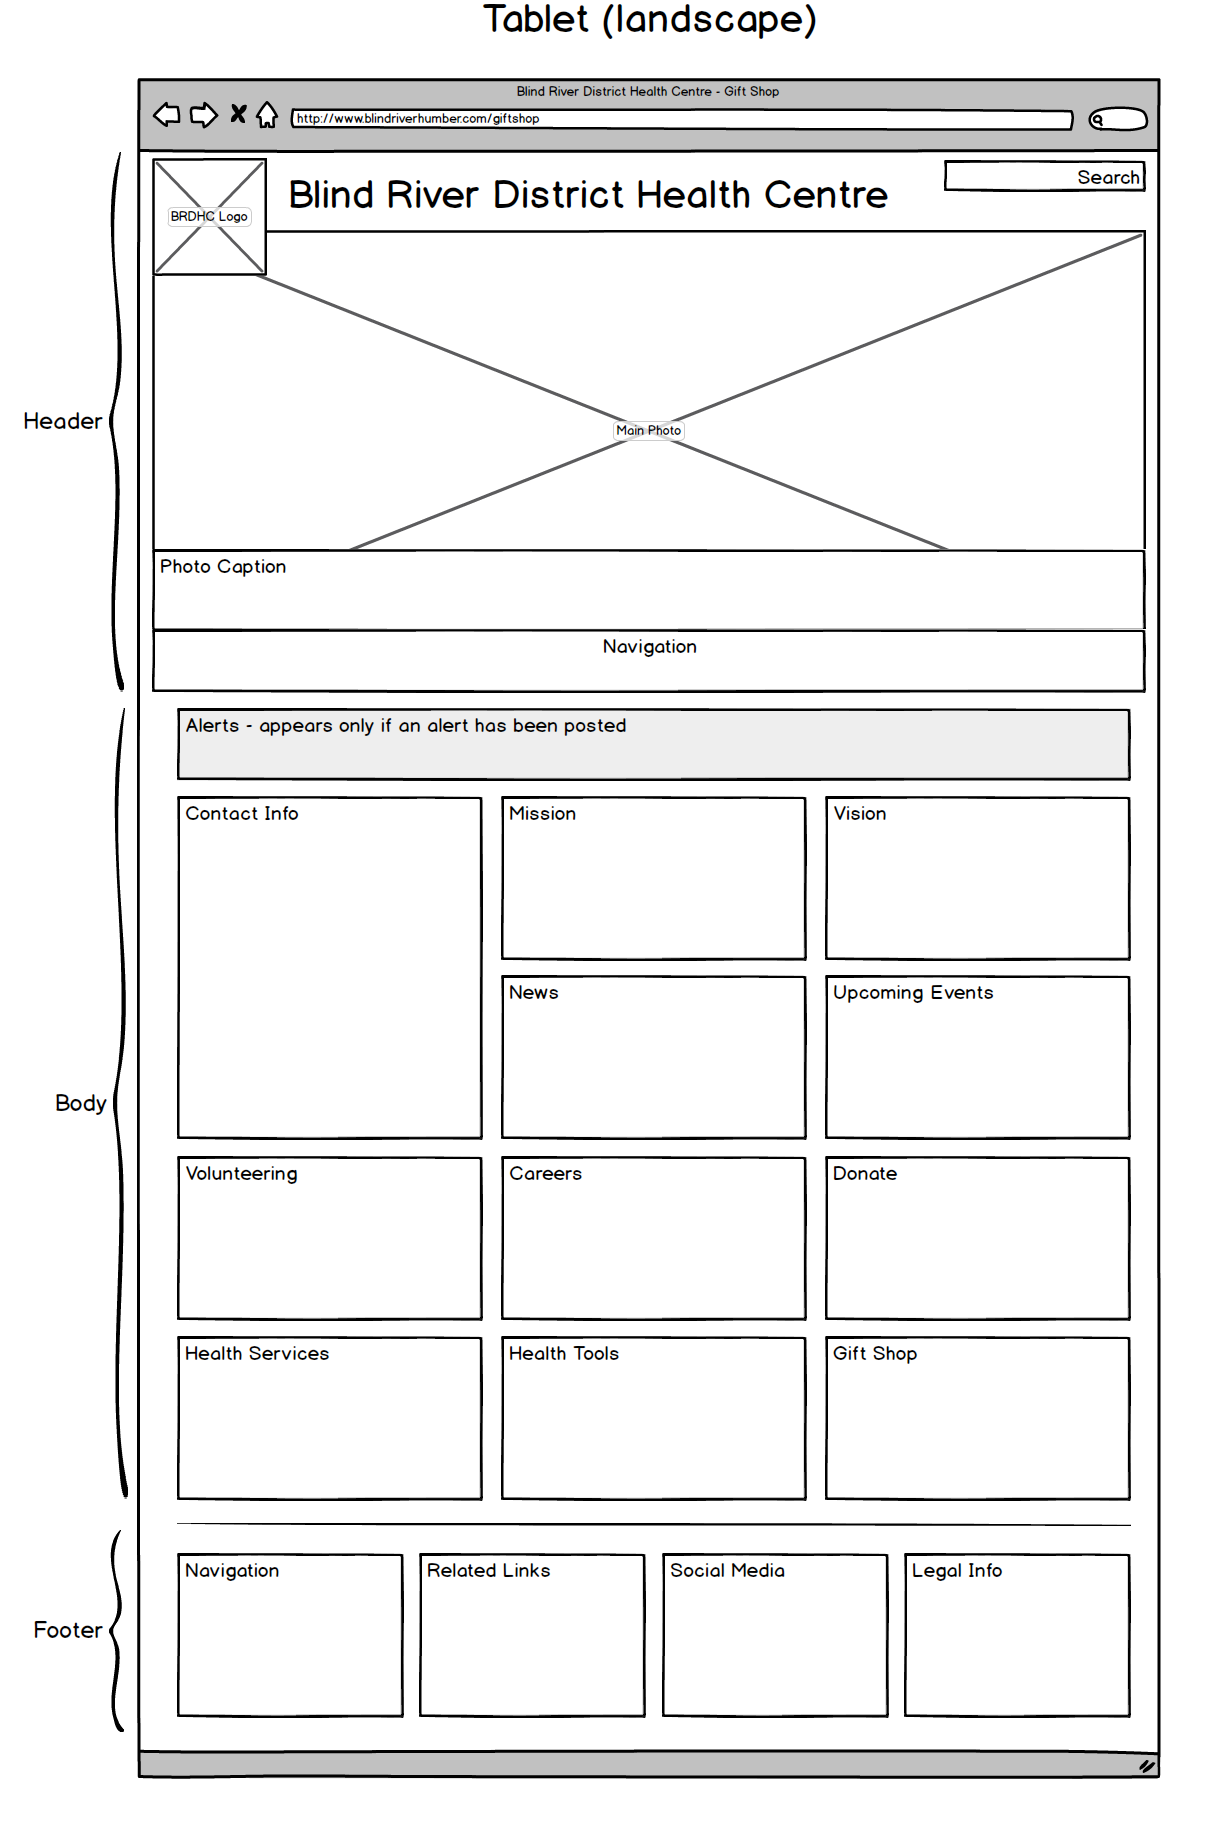 Tablet (landscape)
Blind River District Health Centre - Gift Shop
http://www.blindriverhumber.com/giftshop
BRDHC Logo
Blind River District Health Centre
Search
Header
Main Photo
Photo Caption
Navigation
Alerts - appears only if an alert has been posted
Contact Info
Mission
Vision
News
Upcoming Events
Body
Volunteering
Careers
Donate
Health Services
Health Tools
Gift Shop
Footer
Navigation
Related Links
Social Media
Legal Info